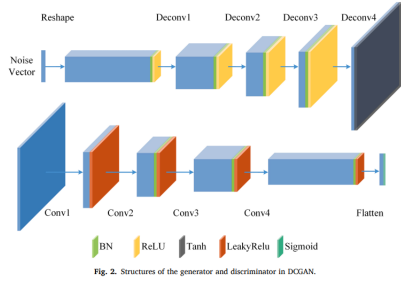 Reshape Deconv1 Deconv2 Deconv3 Deconv4
Noise
Vector
Conv1 Conv2 Conv3 Conv4 Flatten
BN ReLU Tanh LeakyRelu Sigmoid
Fig. 2. Structures of the generator and discriminator in DCGAN.